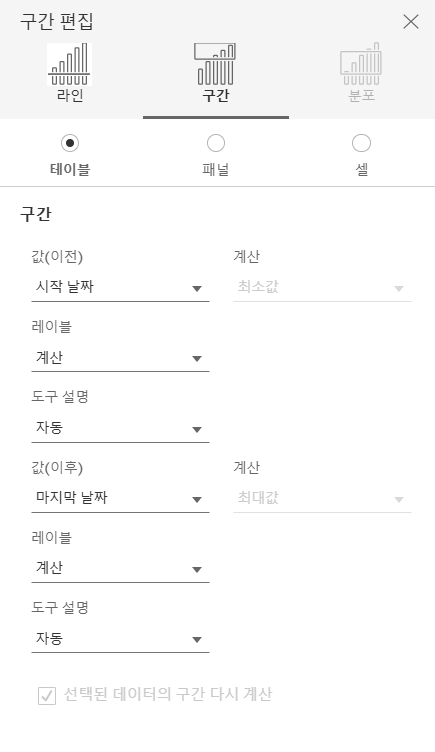 구간 편집
라인 구간 분포
테이블 패널 셀
구간
값(이전) 계산
시작 날짜 최소값
레이블
계산
도구 설명
자동
값(이후) 계산
마지막 날짜 최대값
레이블
계산
도구 설명
자동
선택된 데이터의 구간 다시 계산